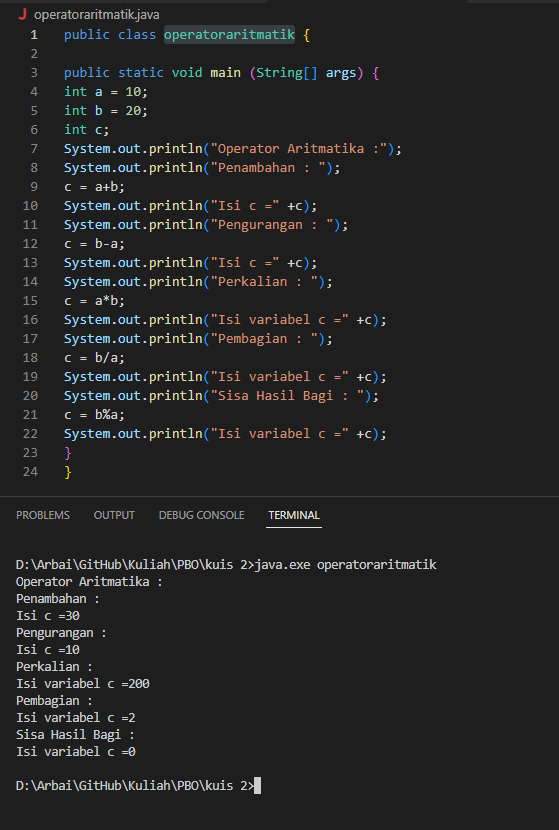 operatoraritmatik.java
1 public class operatoraritmatik {
2
3 public static void main (String[] args) {
4 int a = 10;
5 int b = 20;
6 int c;
7 System.out.println("Operator Aritmatika :");
8 System.out.println("Penambahan : ");
9 c = a+b;
10 System.out.println("Isi c =" +c);
11 System.out.println("Pengurangan : ");
12 c = b-a;
13 System.out.println("Isi c =" +c);
14 System.out.println("Perkalian : ");
15 c = a*b;
16 System.out.println("Isi variabel c =" +c);
17 System.out.println("Pembagian : ");
18 c = b/a;
19 System.out.println("Isi variabel c =" +c);
20 System.out.println("Sisa Hasil Bagi : ");
21 c = b%a;
22 System.out.println("Isi variabel c =" +c);
23 }
24 }
PROBLEMS OUTPUT DEBUG CONSOLE TERMINAL
D:\Arbai\GitHub\Kuliah\PBO\kuis 2>java.exe operatoraritmatik
Operator Aritmatika :
Penambahan :
Isi c =30
Pengurangan :
Isi c =10
Perkalian :
Isi variabel c =200
Pembagian :
Isi variabel c =2
Sisa Hasil Bagi :
Isi variabel c =0
D:\Arbai\GitHub\Kuliah\PBO\kuis 2>